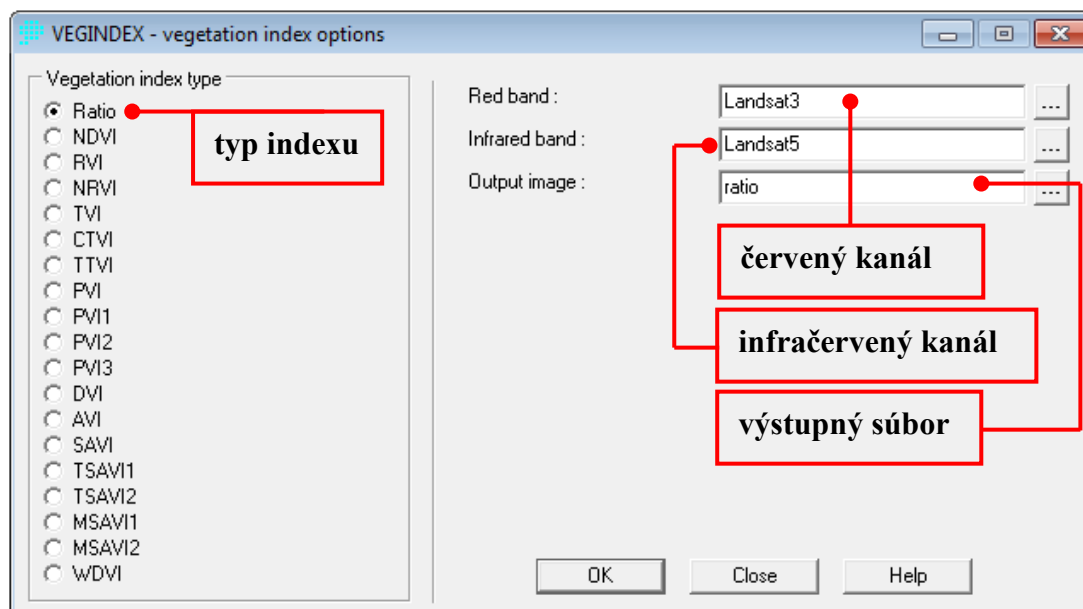 VEGINDEX - vegetation index options
Vegetation index type
Ratio
NDVI
RVI
NRVI
TVI
CTVI
TTVI
PVI
PVI1
PVI2
PVI3
DVI
AVI
SAVI
TSAVI1
TSAVI2
MSAVI1
MSAVI2
WDVI
typ indexu
Red band :
Landsat3
...
Infrared band :
Landsat5
...
Output image :
ratio
...
červený kanál
infračervený kanál
výstupný súbor
OK
Close
Help